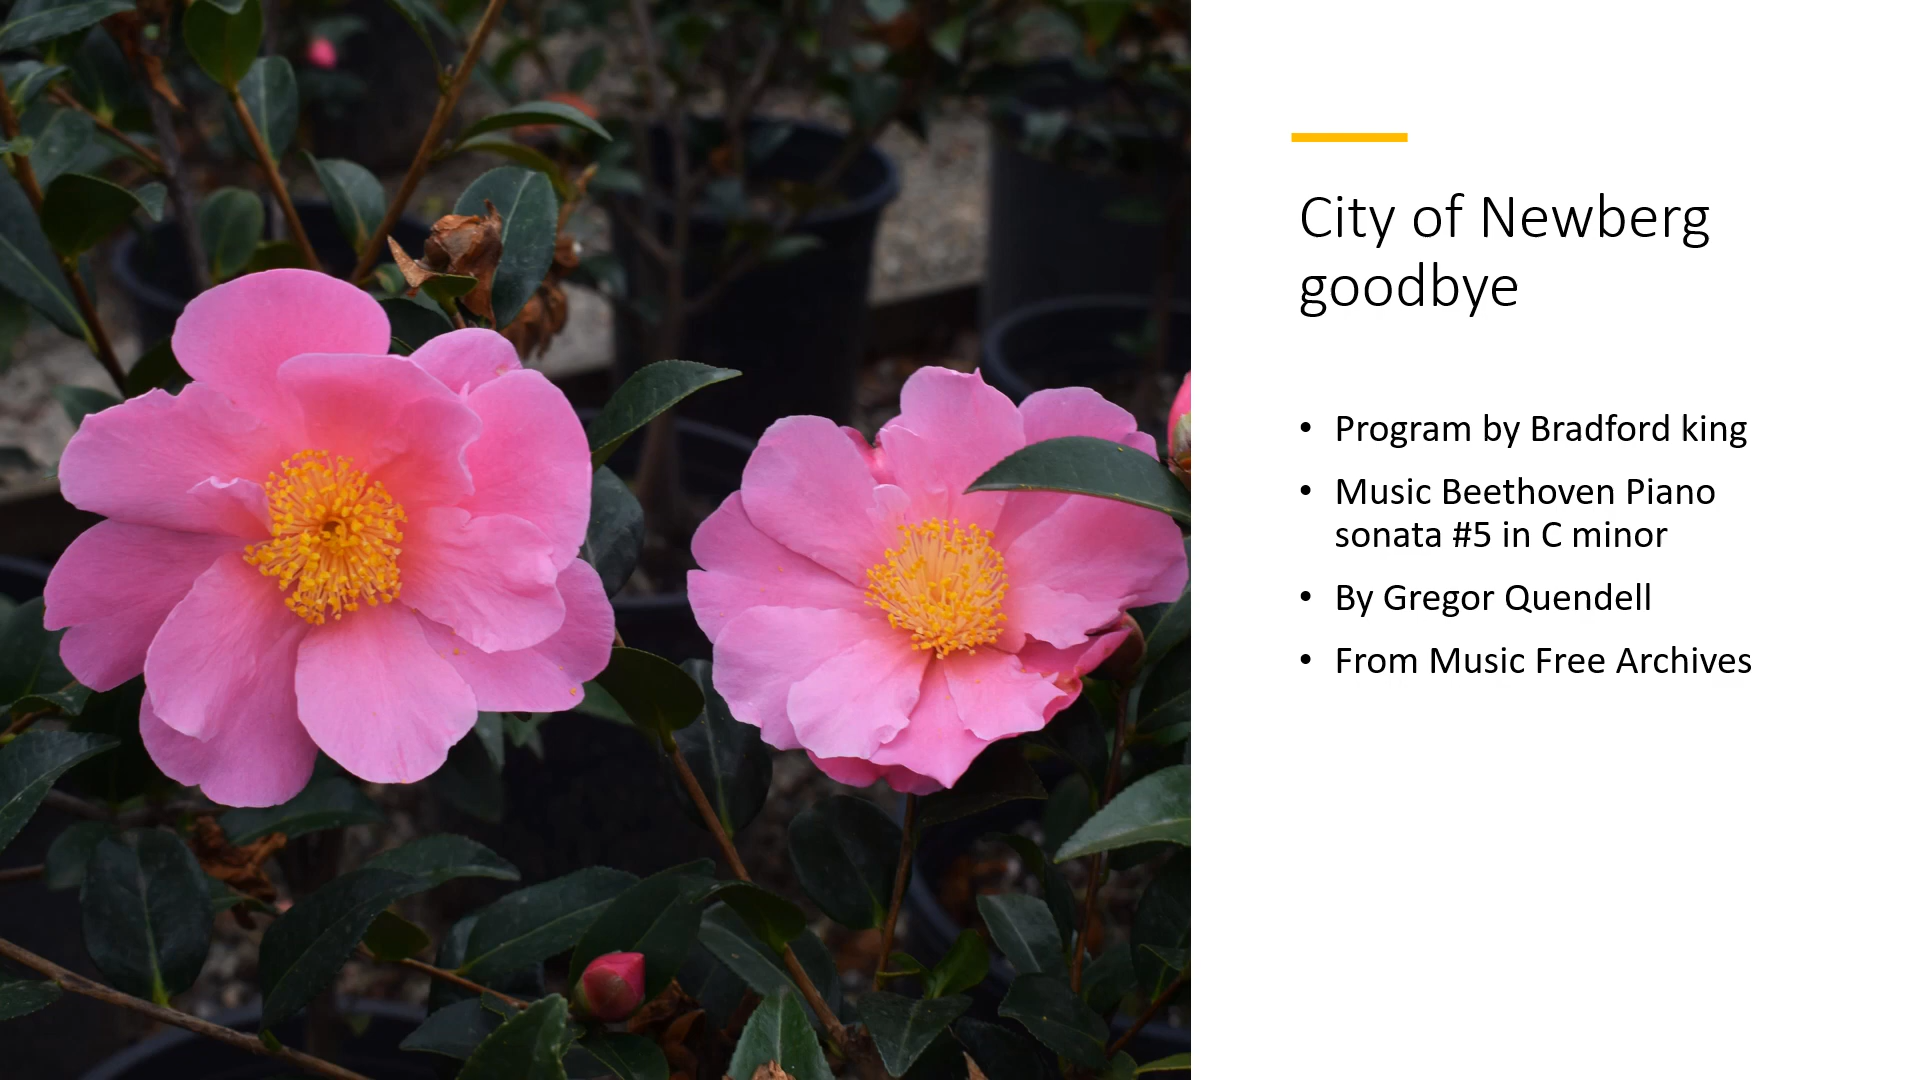 City of Newberg
goodbye
• Program by Bradford king
• Music Beethoven Piano
sonata #5 in C minor
• By Gregor Quendell
• From Music Free Archives